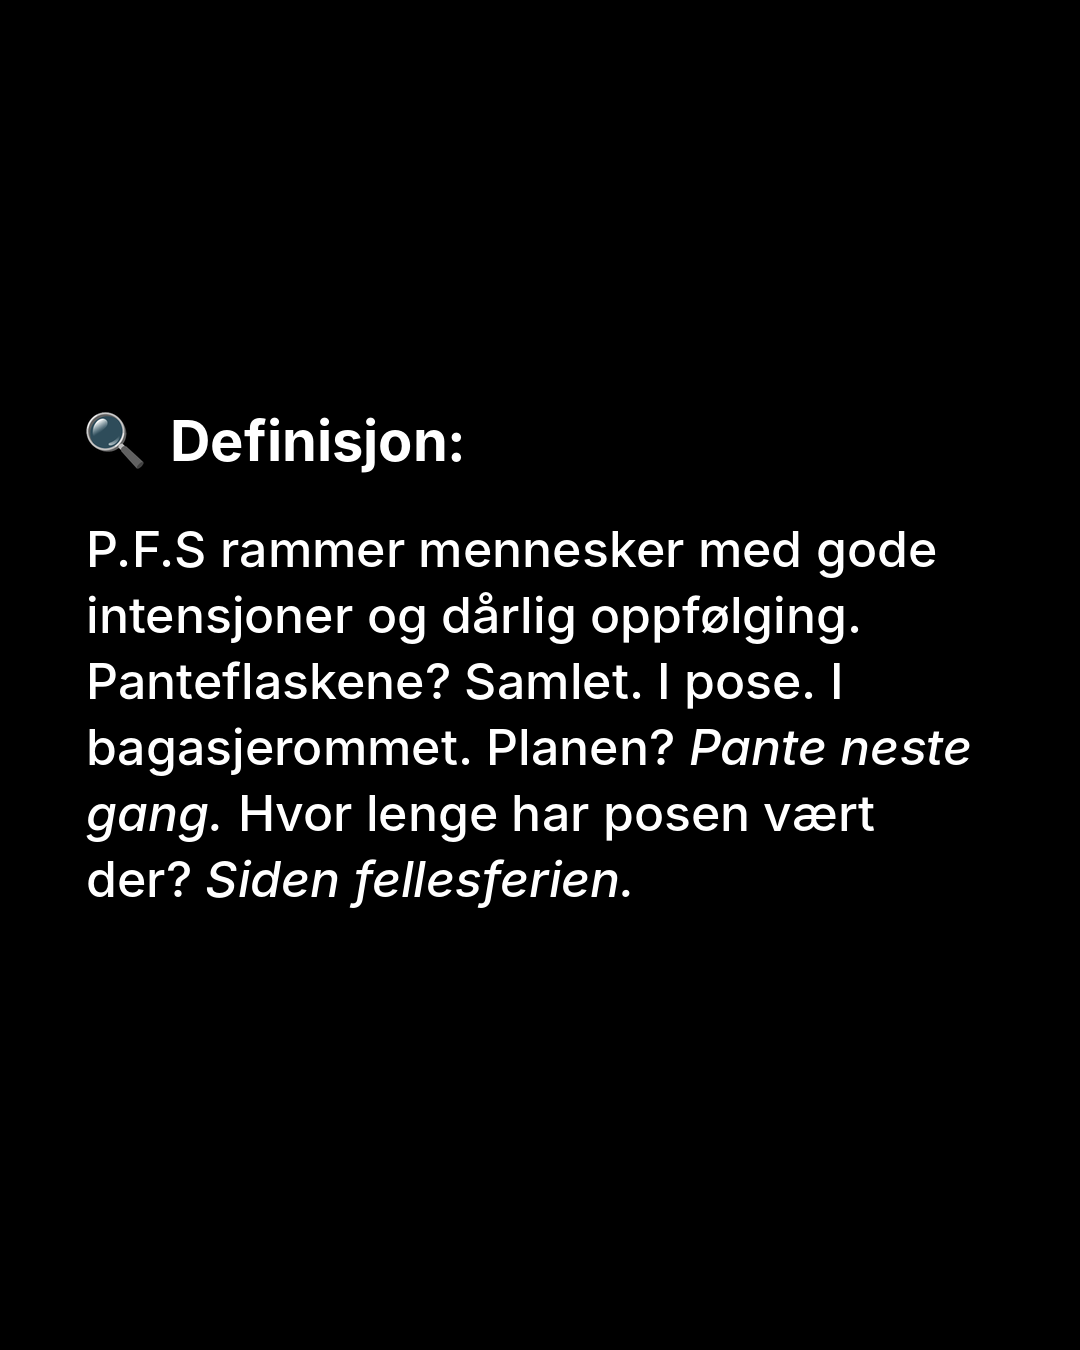 🔍 Definisjon:
P.F.S rammer mennesker med gode
intensjoner og dårlig oppfølging.
Panteflaskene? Samlet. I pose. I
bagasjerommet. Planen? Pante neste
gang. Hvor lenge har posen vært
der? Siden fellesferien.